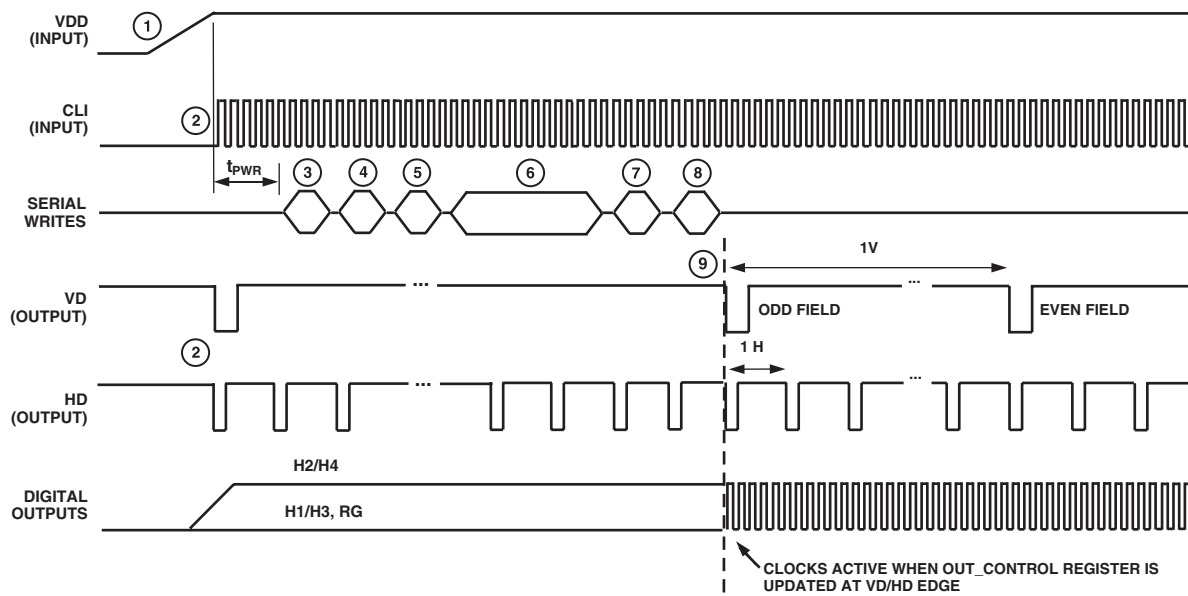 VDD
(INPUT)
1
CLI
(INPUT)
2
tPWR
3
4
5
6
7
8
SERIAL
WRITES
9
1V
VD
(OUTPUT)
...
...
ODD FIELD
EVEN FIELD
2
1 H
HD
(OUTPUT)
...
...
H2/H4
DIGITAL
OUTPUTS
H1/H3, RG
CLOCKS ACTIVE WHEN OUT_CONTROL REGISTER IS
UPDATED AT VD/HD EDGE